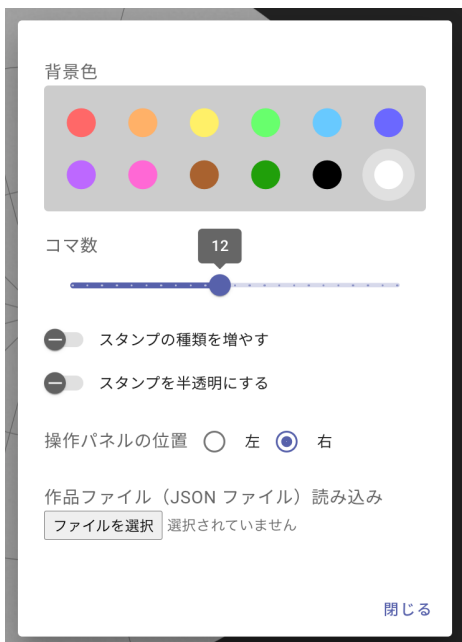 背景色
コマ数
12
スタンプの種類を増やす
スタンプを半透明にする
操作パネルの位置 左 右
作品ファイル（JSON ファイル）読み込み
ファイルを選択 選択されていません
閉じる